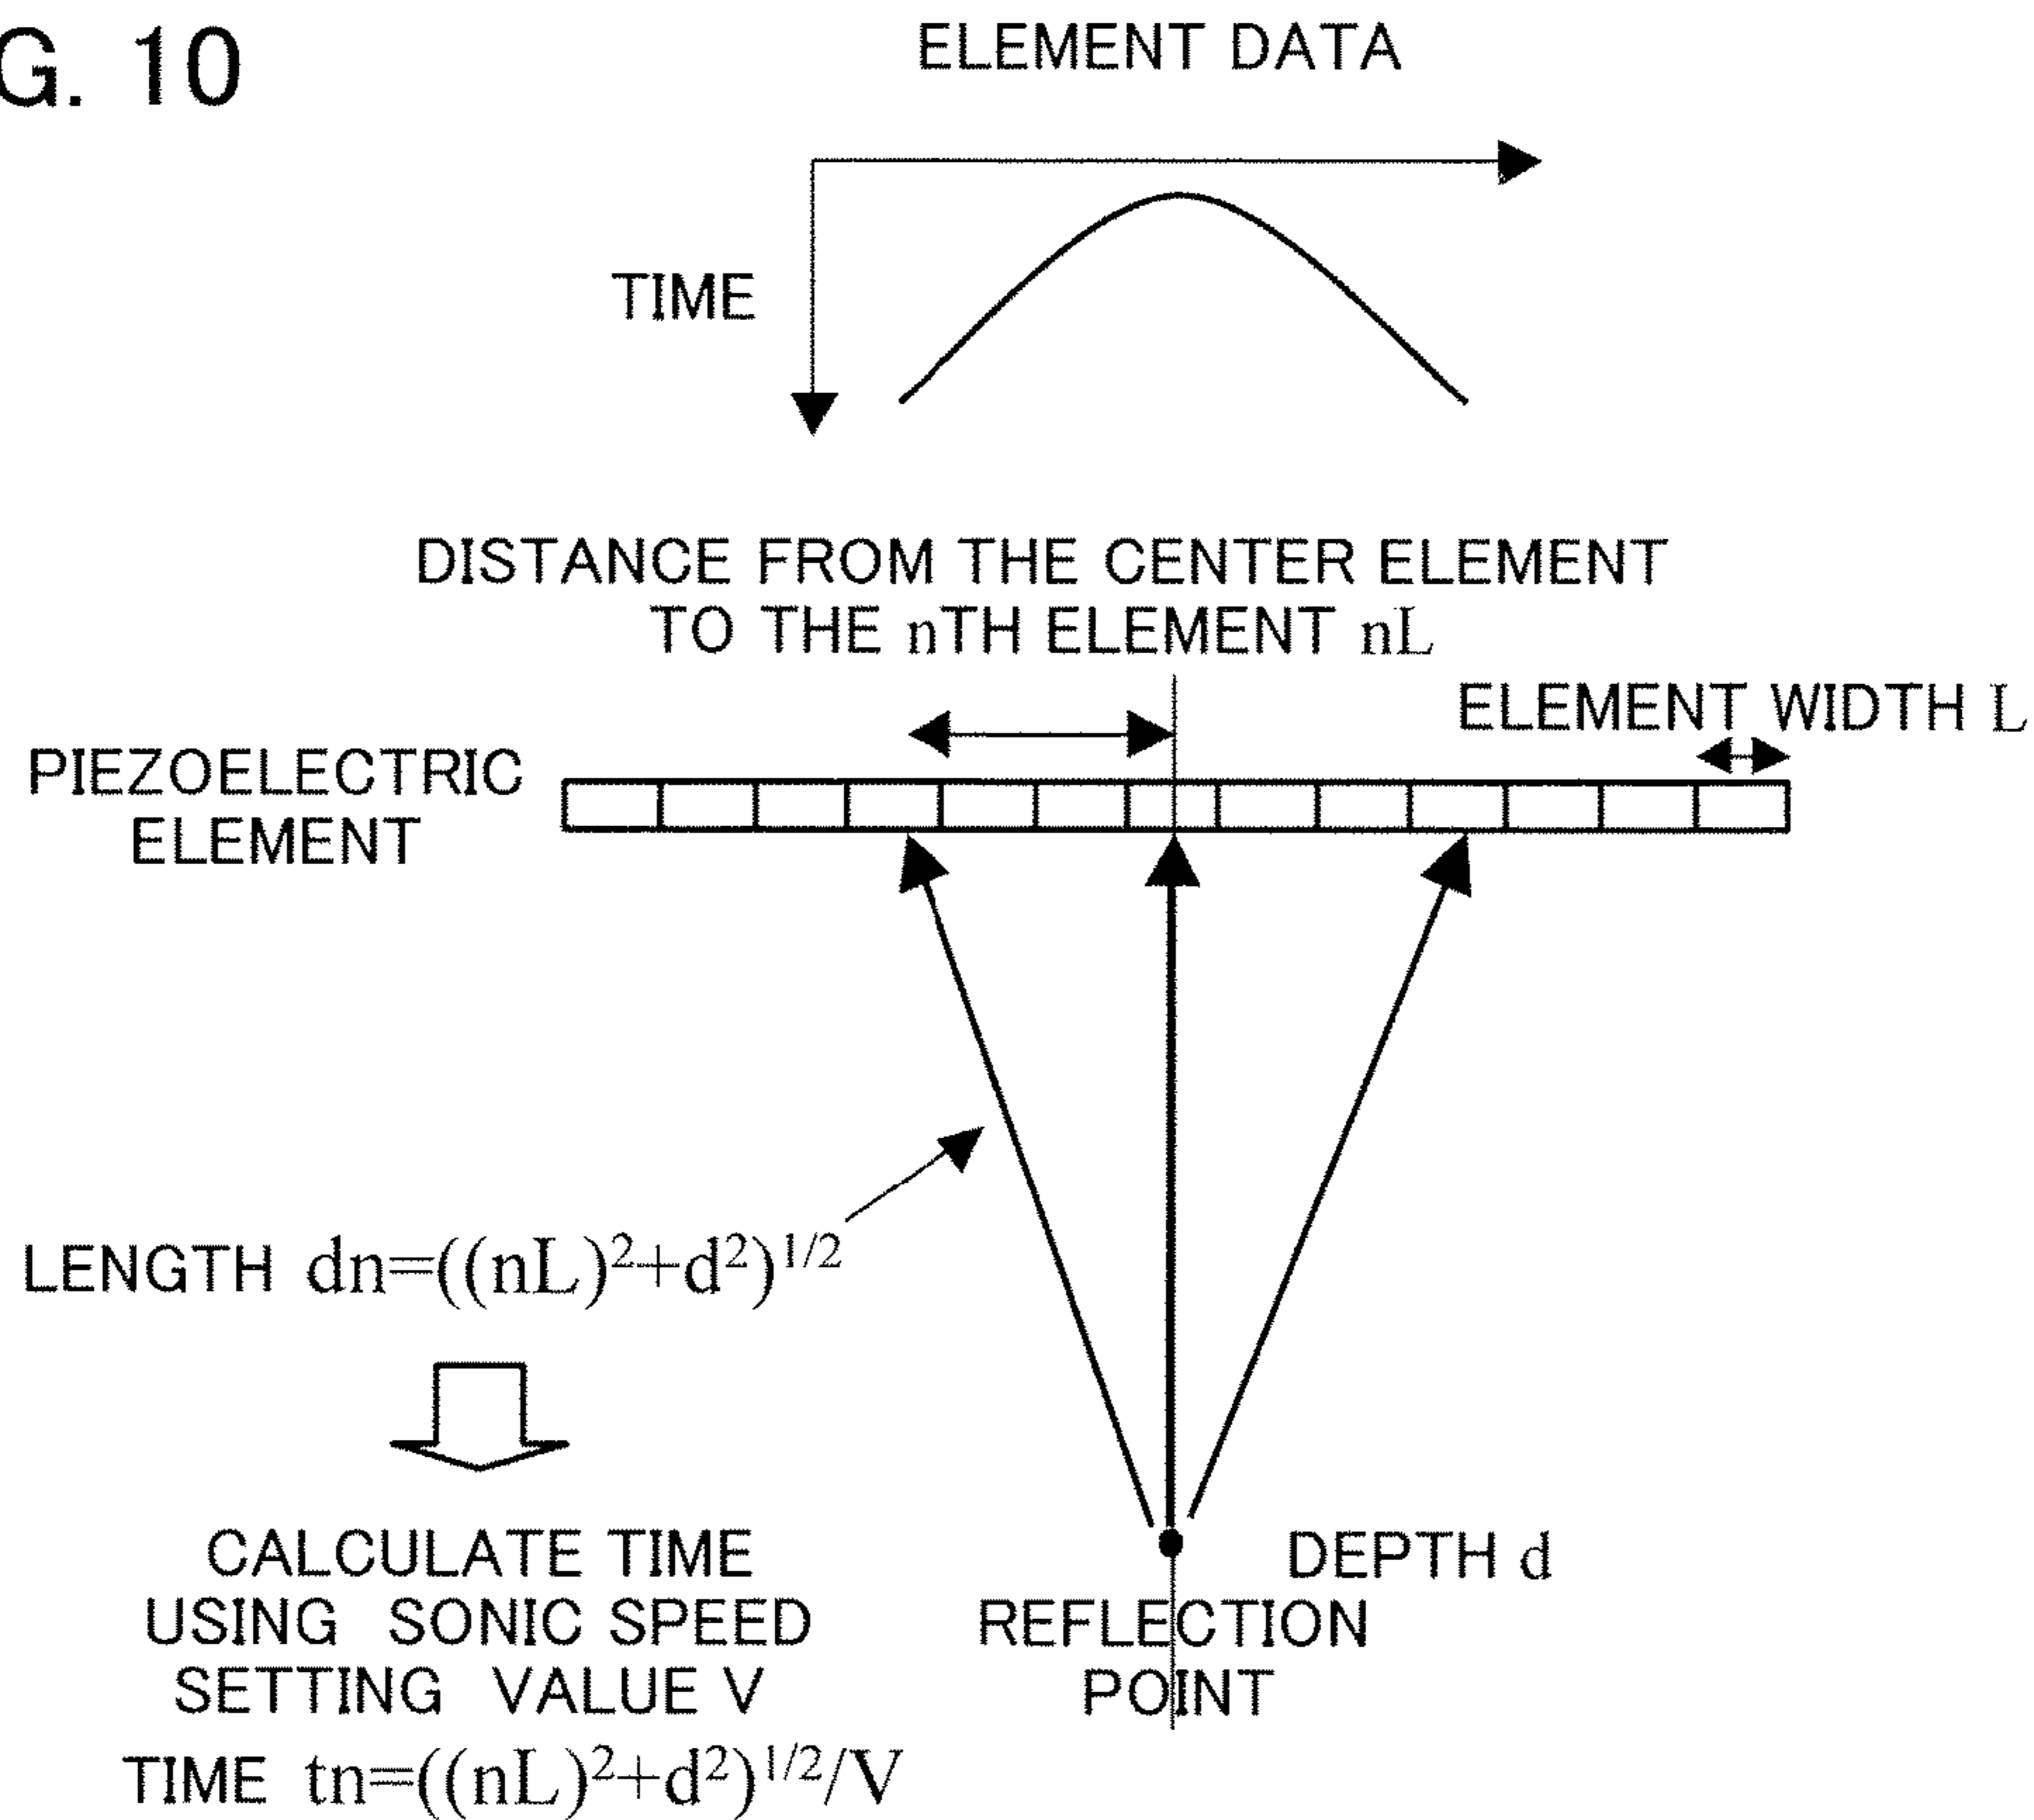 G. 10
ELEMENT DATA
TIME
DISTANCE FROM THE CENTER ELEMENT
TO THE nTH ELEMENT nL
ELEMENT WIDTH L
PIEZOELECTRIC
ELEMENT
LENGTH dn=((nL)²+d²)¹/²
CALCULATE TIME
USING SONIC SPEED
SETTING VALUE V
TIME tn=((nL)²+d²)¹/²/V
DEPTH d
REFLECTION
POINT